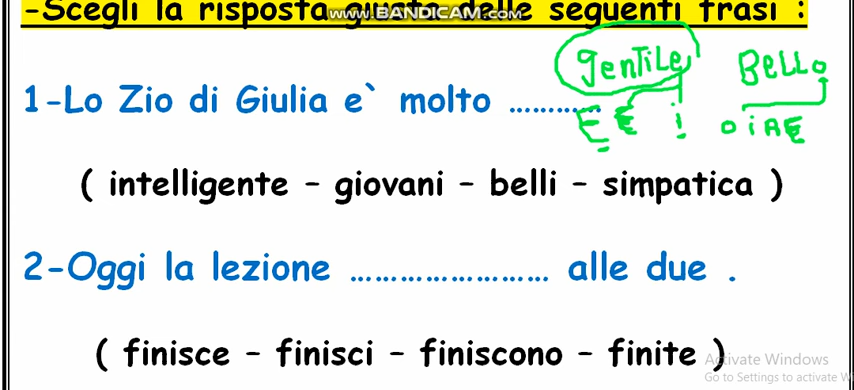 -Scegli la risposta giusta delle seguenti frasi :
www.BANDICAM.com
gentile BELLO
1-Lo Zio di Giulia e` molto …………
E E i o i A E
( intelligente – giovani – belli – simpatica )
2-Oggi la lezione …………………… alle due .
( finisce – finisci – finiscono – finite )
Activate Windows
Go to Settings to activate W